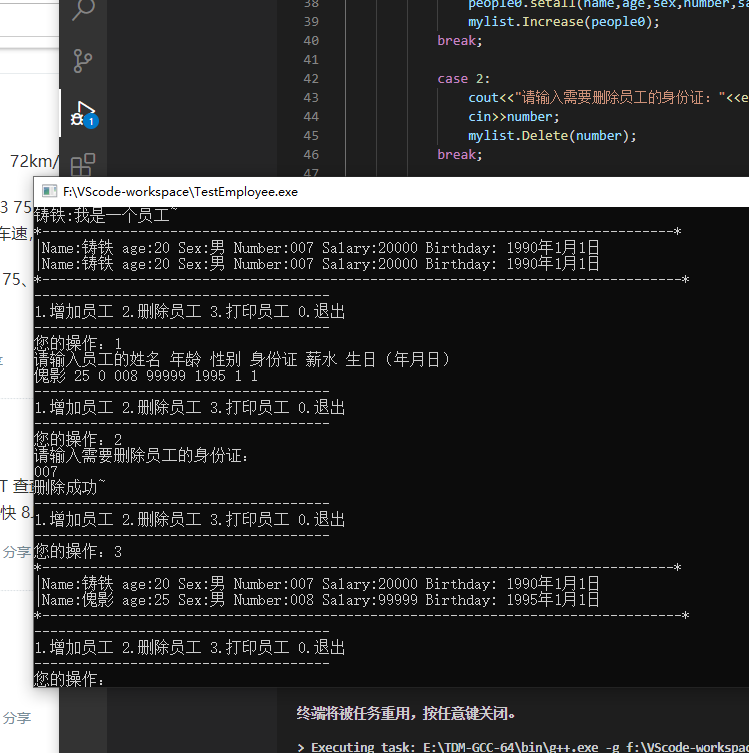 38 people0.setall(name,age,sex,number,sa
39 mylist.Increase(people0);
40 break;
41
42 case 2:
43 cout<<"请输入需要删除员工的身份证："<<e
44 cin>>number;
45 mylist.Delete(number);
46 break;
47
1
72km/
3 75
车速,
75、
T 查
快 8.
分享
分享
F:\VScode-workspace\TestEmployee.exe
铸铁:我是一个员工~
*-------------------------------------------------------------------------------*
|Name:铸铁 age:20 Sex:男 Number:007 Salary:20000 Birthday: 1990年1月1日
|Name:铸铁 age:20 Sex:男 Number:007 Salary:20000 Birthday: 1990年1月1日
*--------------------------------------------------------------------------------*
-------------------------------------
1.增加员工 2.删除员工 3.打印员工 0.退出
-------------------------------------
您的操作：1
请输入员工的姓名 年龄 性别 身份证 薪水 生日（年月日）
傀影 25 0 008 99999 1995 1 1
-------------------------------------
1.增加员工 2.删除员工 3.打印员工 0.退出
-------------------------------------
您的操作：2
请输入需要删除员工的身份证：
007
删除成功~
-------------------------------------
1.增加员工 2.删除员工 3.打印员工 0.退出
-------------------------------------
您的操作：3
*-------------------------------------------------------------------------------*
|Name:铸铁 age:20 Sex:男 Number:007 Salary:20000 Birthday: 1990年1月1日
|Name:傀影 age:25 Sex:男 Number:008 Salary:99999 Birthday: 1995年1月1日
*--------------------------------------------------------------------------------*
-------------------------------------
1.增加员工 2.删除员工 3.打印员工 0.退出
-------------------------------------
您的操作：
终端将被任务重用，按任意键关闭。
> Executing task: E:\TDM-GCC-64\bin\g++.exe -g f:\VScode-workspac